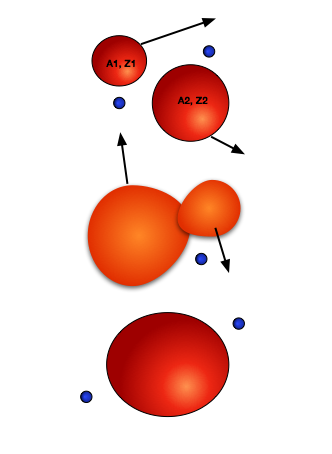 A1, Z1
A2, Z2